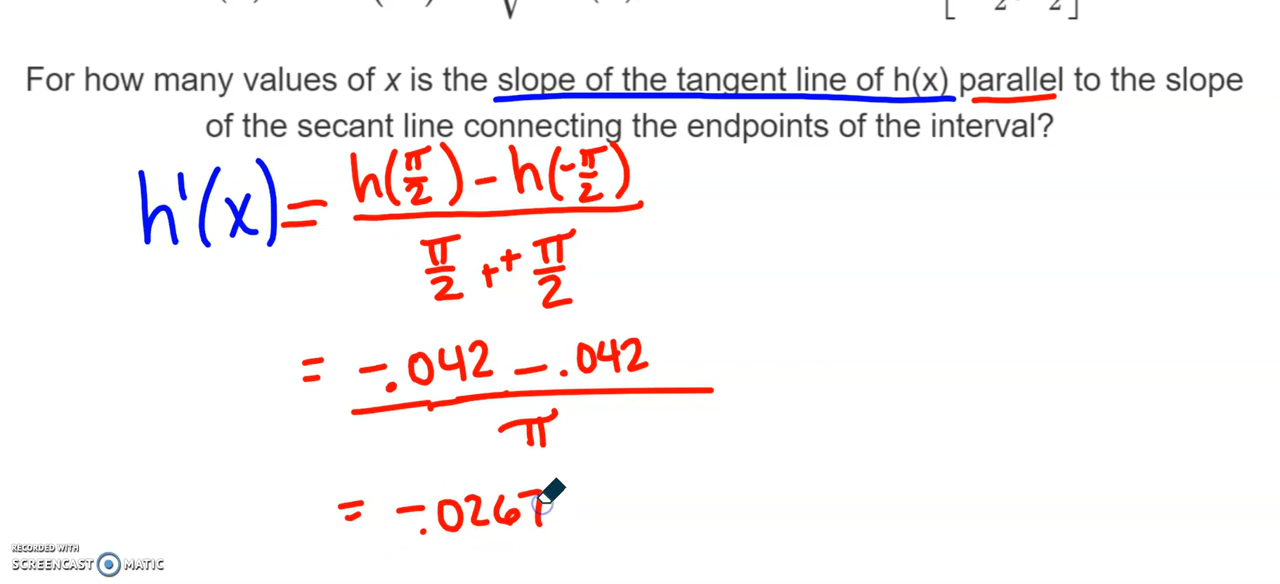 For how many values of x is the slope of the tangent line of h(x) parallel to the slope
of the secant line connecting the endpoints of the interval?
h'(x) = h(π/2) - h(-π/2)
π/2 + + π/2
= -.042 - .042
π
= -.0267
RECORDED WITH
SCREENCAST MATIC